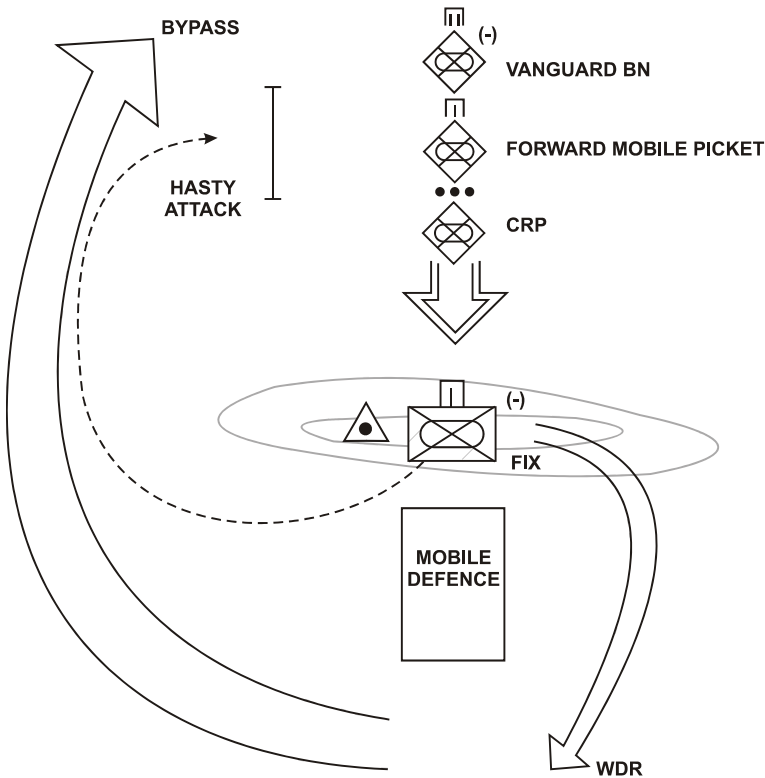 BYPASS
(-)
VANGUARD BN
FORWARD MOBILE PICKET
HASTY
ATTACK
CRP
(-)
FIX
MOBILE
DEFENCE
WDR